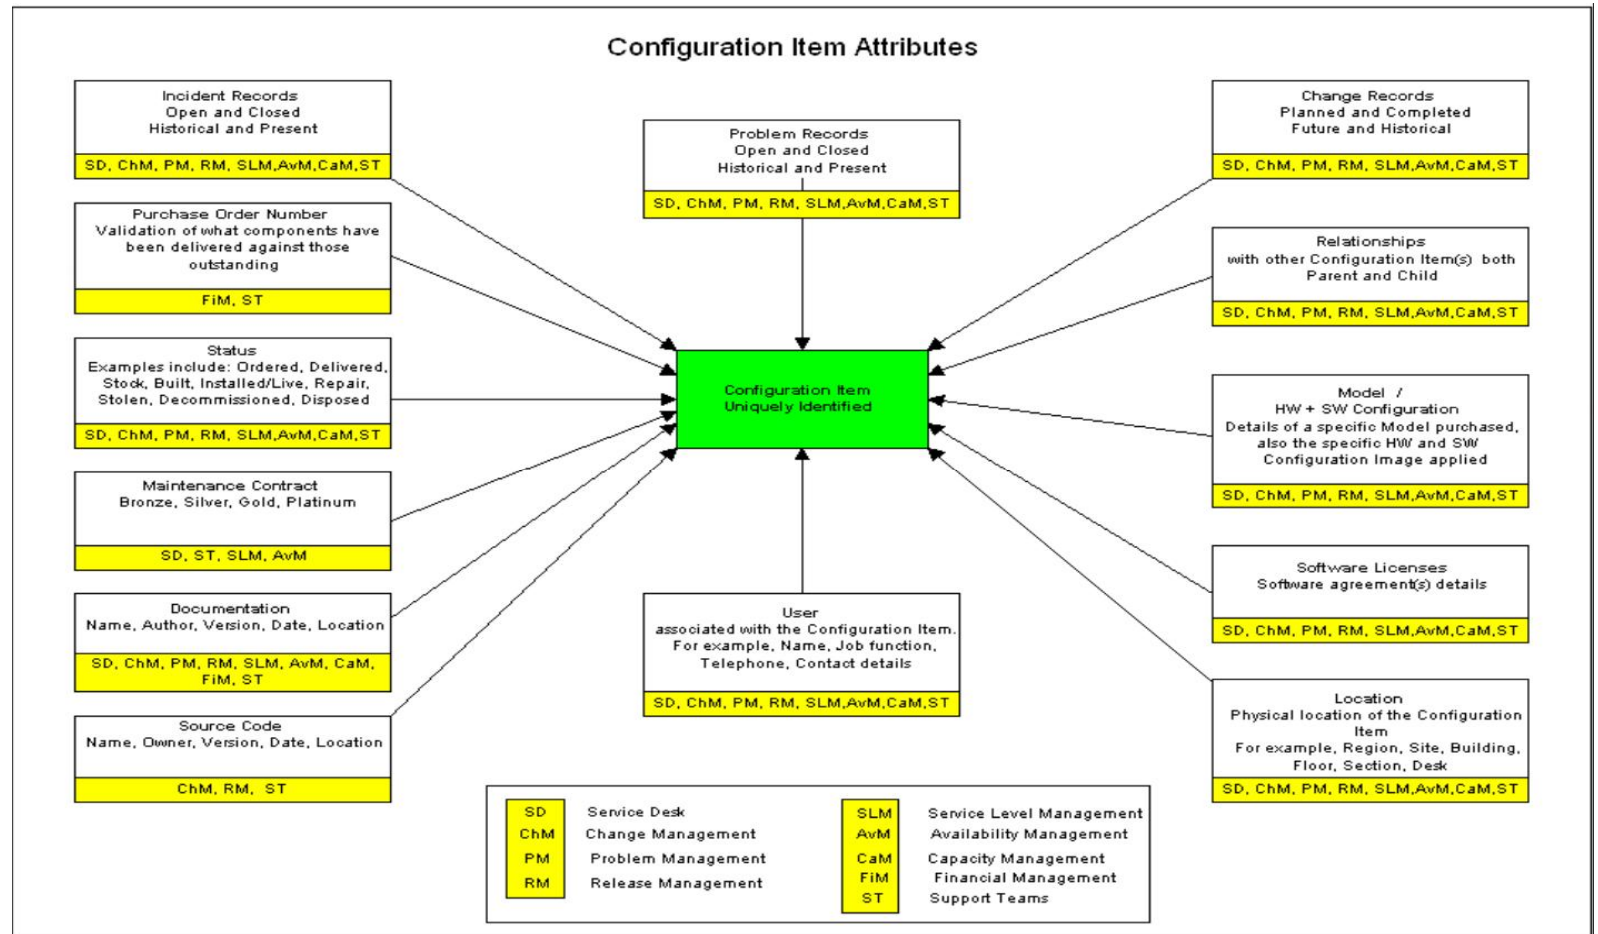 Configuration Item Attributes
Incident Records
Open and Closed
Historical and Present
SD, ChM, PM, RM, SLM,AvM,CaM,ST
Purchase Order Number
Validation of what components have
been delivered against those
outstanding
FiM, ST
Status
Examples include: Ordered, Delivered,
Stock, Built, Installed/Live, Repair,
Stolen, Decommissioned, Disposed
SD, ChM, PM, RM, SLM,AvM,CaM,ST
Maintenance Contract
Bronze, Silver, Gold, Platinum
SD, ST, SLM, AvM
Documentation
Name, Author, Version, Date, Location
SD, ChM, PM, RM, SLM, AvM, CaM,
FiM, ST
Source Code
Name, Owner, Version, Date, Location
ChM, RM, ST
Problem Records
Open and Closed
Historical and Present
SD, ChM, PM, RM, SLM,AvM,CaM,ST
Configuration Item
Uniquely Identified
User
associated with the Configuration Item.
For example, Name, Job function,
Telephone, Contact details
SD, ChM, PM, RM, SLM,AvM,CaM,ST
Change Records
Planned and Completed
Future and Historical
SD, ChM, PM, RM, SLM,AvM,CaM,ST
Relationships
with other Configuration Item(s) both
Parent and Child
SD, ChM, PM, RM, SLM,AvM,CaM,ST
Model /
HW + SW Configuration
Details of a specific Model purchased,
also the specific HW and SW
Configuration Image applied
SD, ChM, PM, RM, SLM,AvM,CaM,ST
Software Licenses
Software agreement(s) details
SD, ChM, PM, RM, SLM,AvM,CaM,ST
Location
Physical location of the Configuration
Item
For example, Region, Site, Building,
Floor, Section, Desk
SD, ChM, PM, RM, SLM,AvM,CaM,ST
SD Service Desk
ChM Change Management
PM Problem Management
RM Release Management
SLM Service Level Management
AvM Availability Management
CaM Capacity Management
FiM Financial Management
ST Support Teams